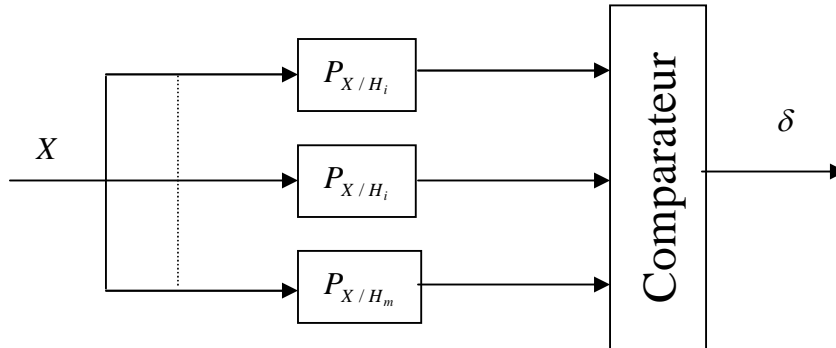 P_{X/H_i}
X
P_{X/H_i}
P_{X/H_m}
Comparateur
δ